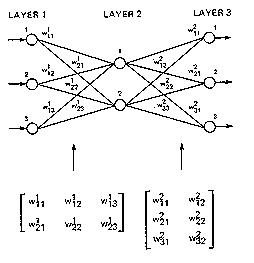 LAYER 1 LAYER 2 LAYER 3
1 w¹₁₁ w²₁₁ 1
w¹₂₁ 1 w²₁₂
2 w¹₁₂ w¹₂₂ w²₂₂ w²₂₁ 2
w¹₁₃ w¹₂₃ 2 w²₃₁
3 3
w¹₁₁ w¹₁₂ w¹₁₃
w¹₂₁ w¹₂₂ w¹₂₃
w²₁₁ w²₁₂
w²₂₁ w²₂₂
w²₃₁ w²₃₂